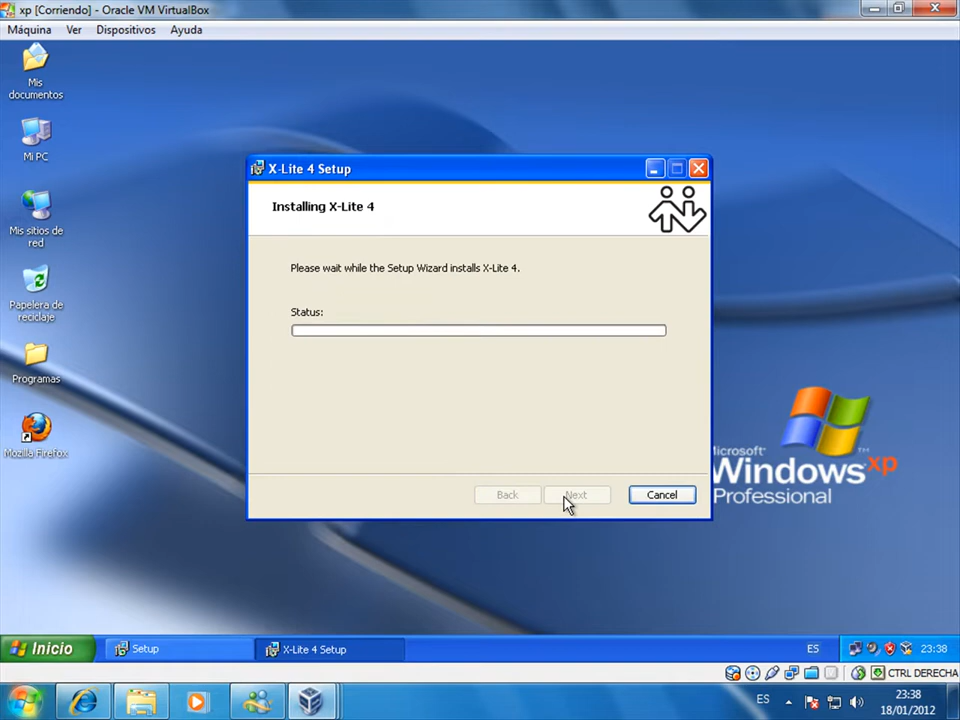 xp [Corriendo] - Oracle VM VirtualBox
Máquina Ver Dispositivos Ayuda
Mis
documentos
Mi PC
Mis sitios de
red
Papelera de
reciclaje
Programas
Mozilla Firefox
X-Lite 4 Setup
Installing X-Lite 4
Please wait while the Setup Wizard installs X-Lite 4.
Status:
Back Next Cancel
Microsoft
Windows xp
Professional
Inicio Setup X-Lite 4 Setup ES 23:38
CTRL DERECHA
ES 23:38
18/01/2012